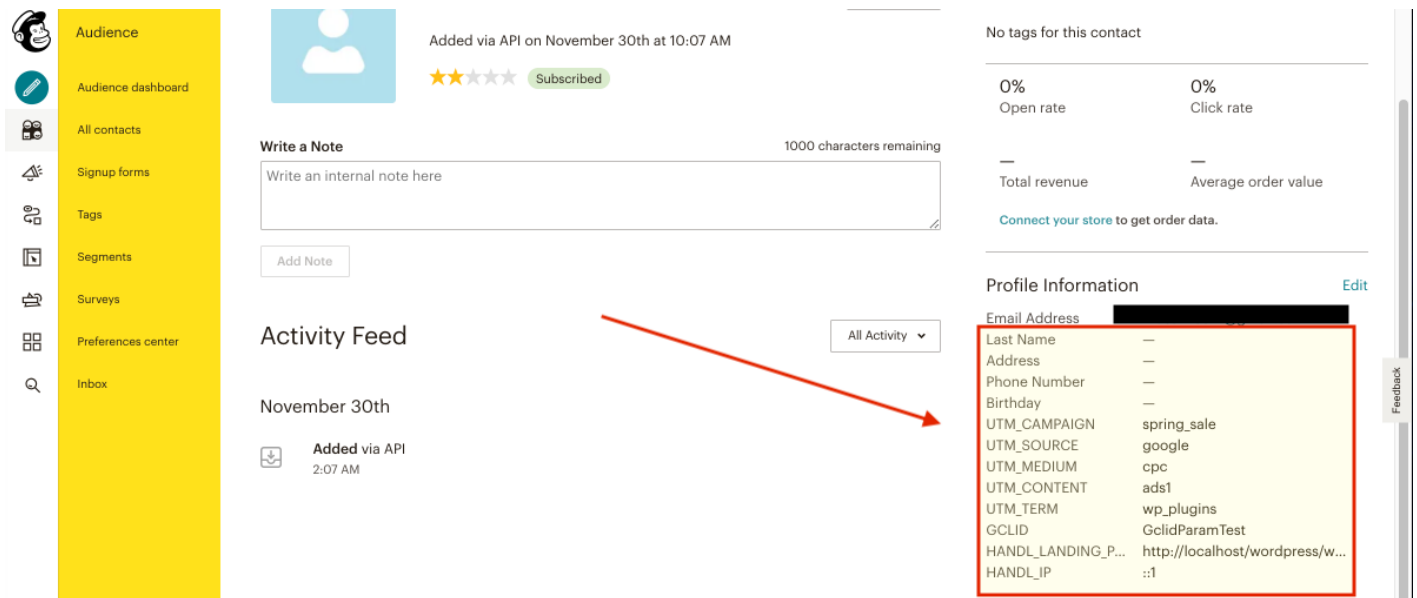 Audience
Audience dashboard
All contacts
Signup forms
Tags
Segments
Surveys
Preferences center
Inbox
Added via API on November 30th at 10:07 AM
Subscribed
Write a Note
1000 characters remaining
Write an internal note here
Add Note
Activity Feed
All Activity
November 30th
Added via API
2:07 AM
No tags for this contact
0% 0%
Open rate Click rate
— —
Total revenue Average order value
Connect your store to get order data.
Profile Information Edit
Email Address
Last Name —
Address —
Phone Number —
Birthday —
UTM_CAMPAIGN spring_sale
UTM_SOURCE google
UTM_MEDIUM cpc
UTM_CONTENT ads1
UTM_TERM wp_plugins
GCLID GclidParamTest
HANDL_LANDING_P... http://localhost/wordpress/w...
HANDL_IP ::1
Feedback